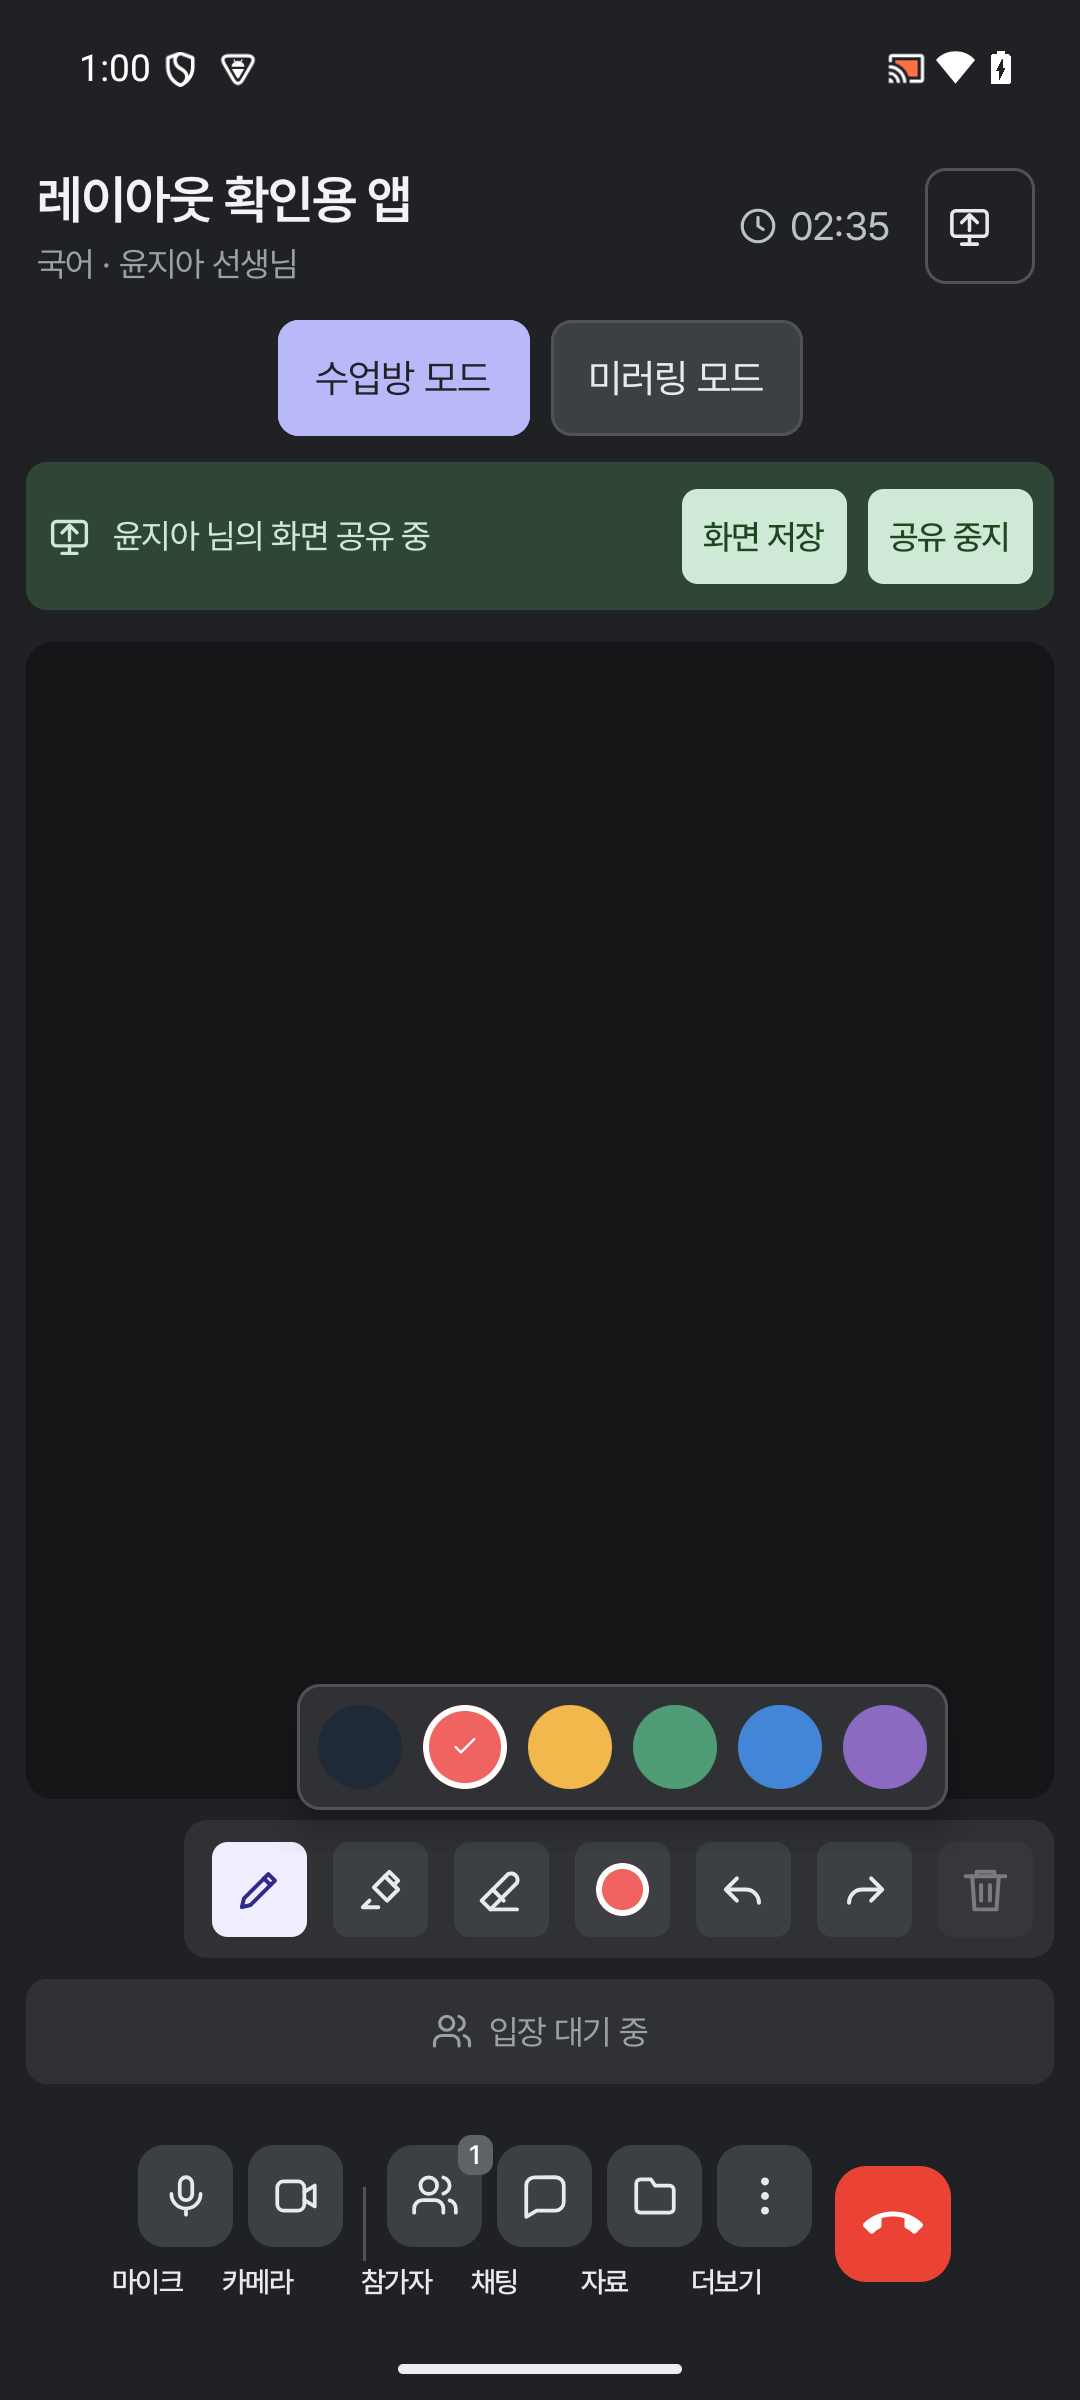 1:00
레이아웃 확인용 앱
국어 · 윤지아 선생님
02:35
수업방 모드 미러링 모드
윤지아 님의 화면 공유 중 화면 저장 공유 중지
입장 대기 중
1
마이크 카메라 참가자 채팅 자료 더보기